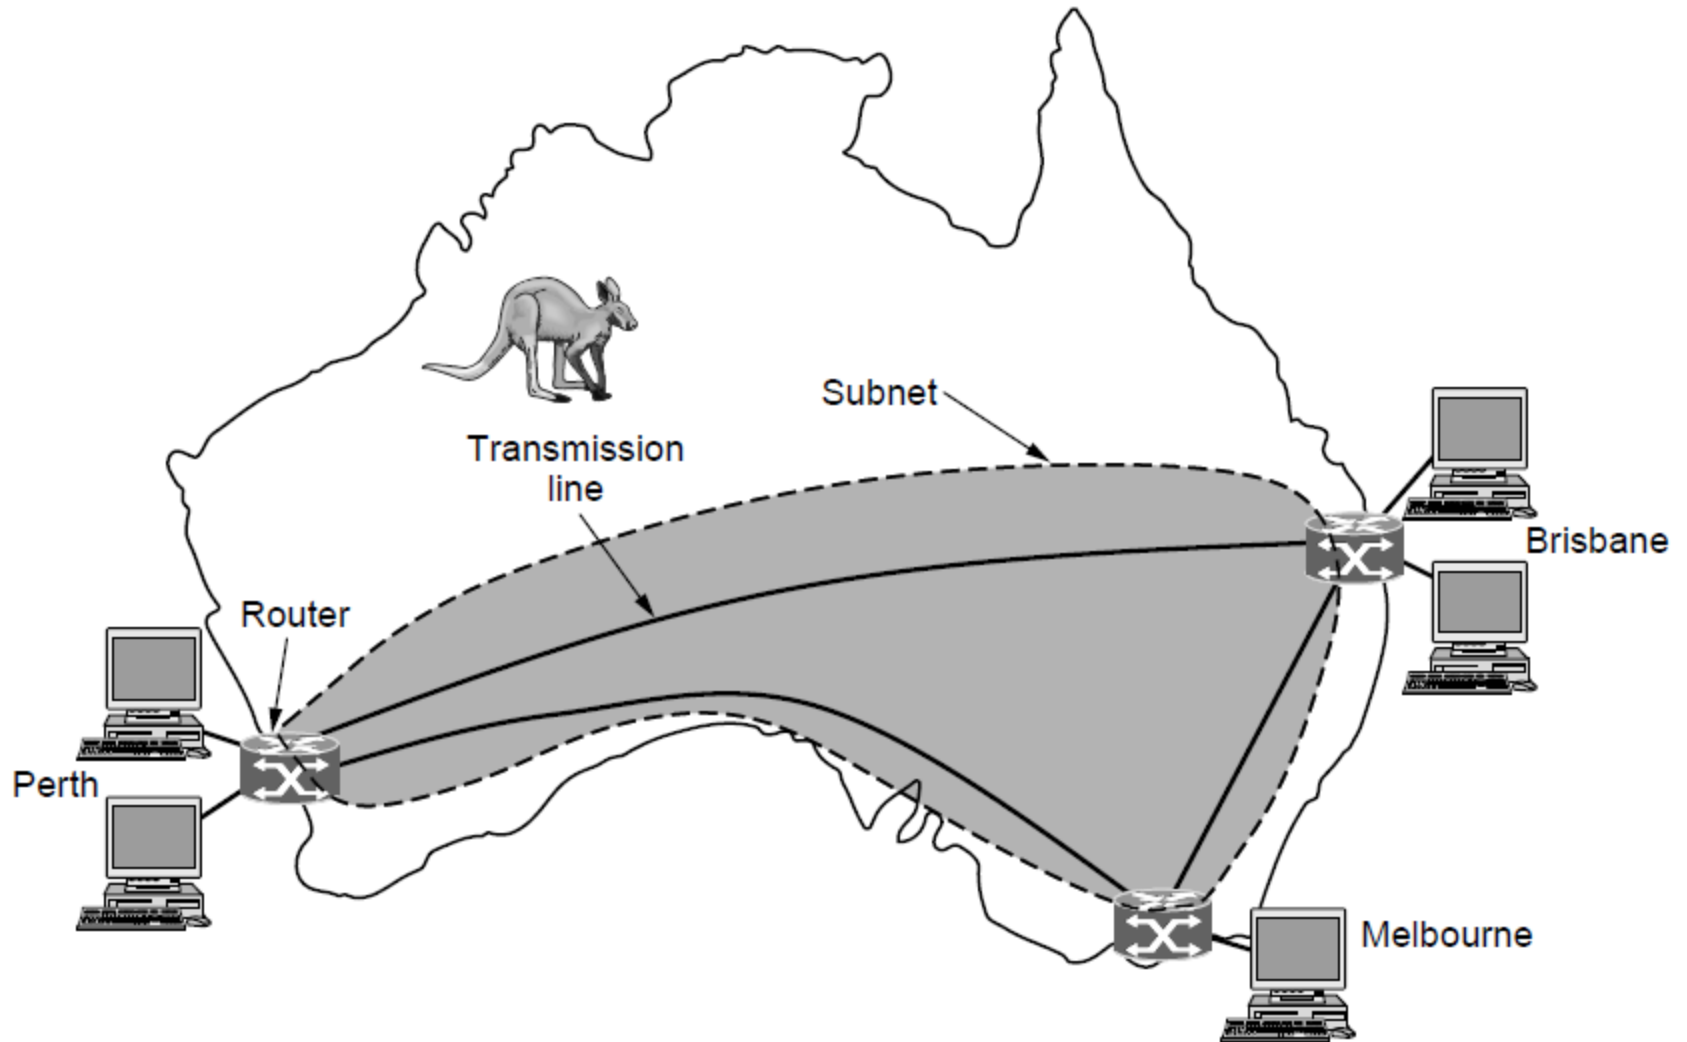 Subnet
Transmission
line
Brisbane
Router
Perth
Melbourne